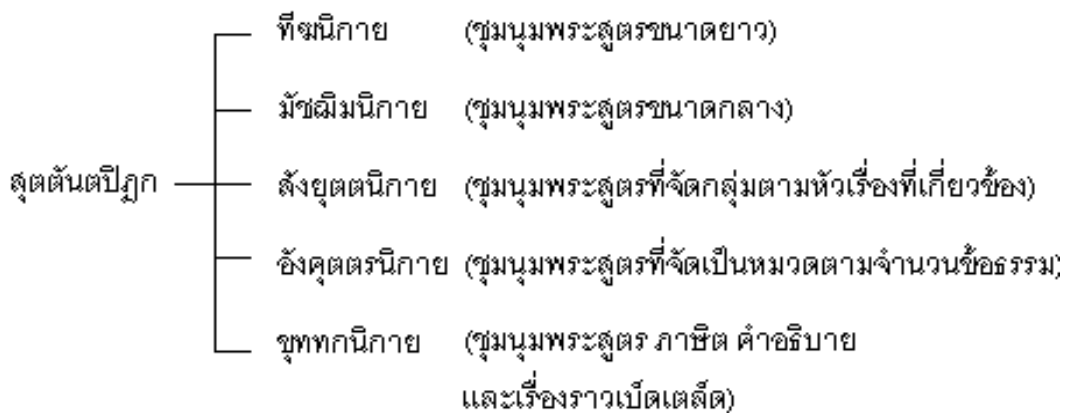 ทีฆนิกาย (ชุมนุมพระสูตรขนาดยาว)
มัชฌิมนิกาย (ชุมนุมพระสูตรขนาดกลาง)
สุตตันตปิฎก สังยุตตนิกาย (ชุมนุมพระสูตรที่จัดกลุ่มตามหัวเรื่องที่เกี่ยวข้อง)
อังคุตตรนิกาย (ชุมนุมพระสูตรที่จัดเป็นหมวดตามจำนวนข้อธรรม)
ขุททกนิกาย (ชุมนุมพระสูตร ภาษิต คำอธิบาย
และเรื่องราวเบ็ดเตล็ด)